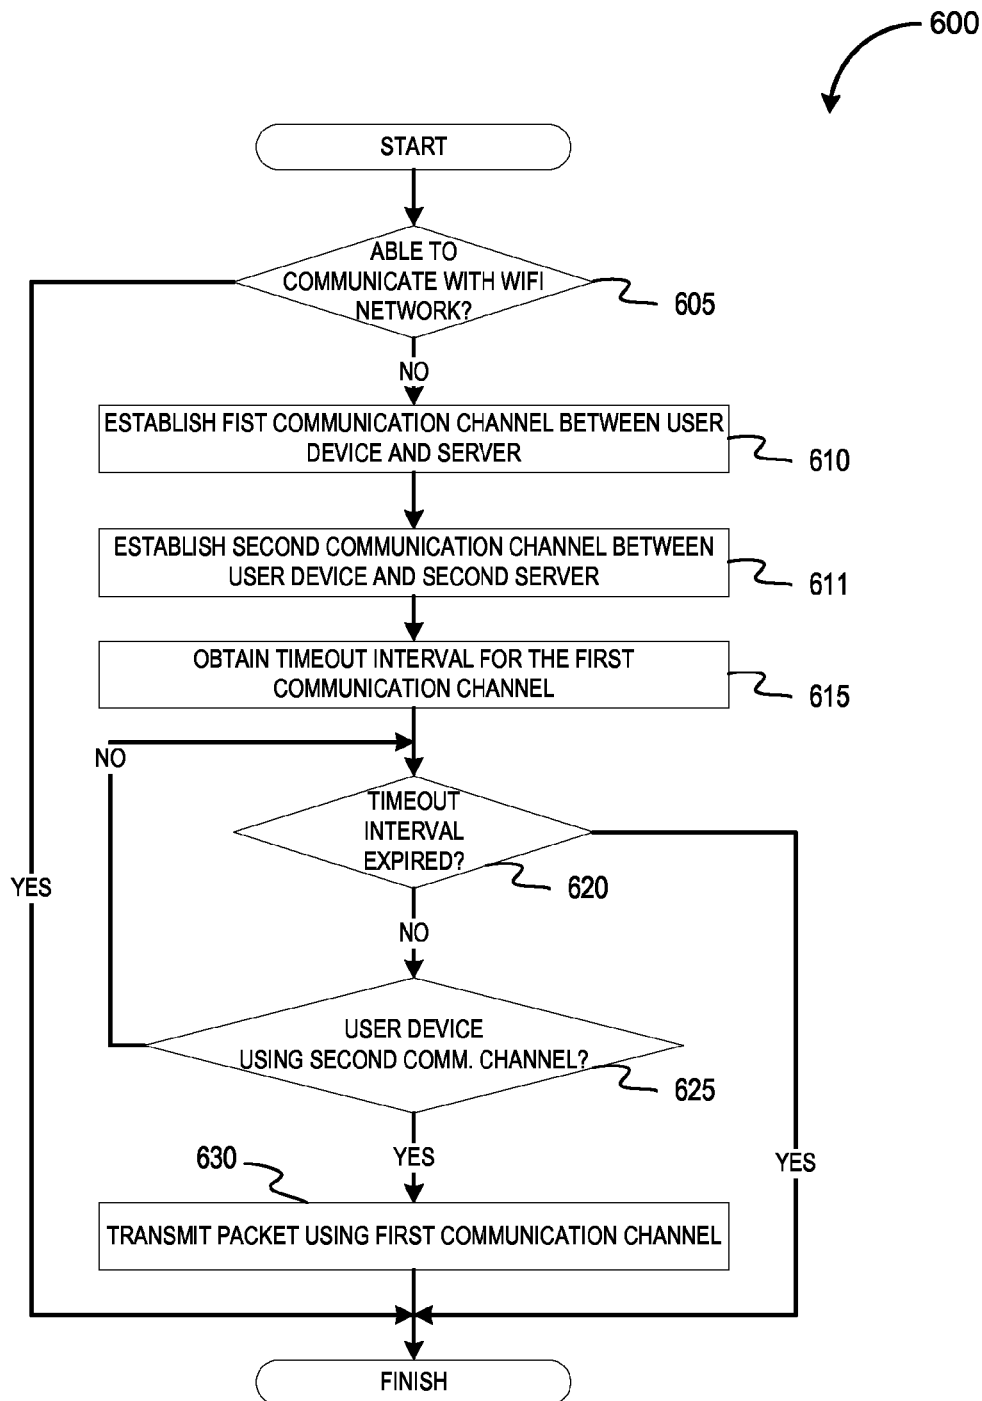 600
START
ABLE TO
COMMUNICATE WITH WIFI
NETWORK?
605
NO
ESTABLISH FIST COMMUNICATION CHANNEL BETWEEN USER
DEVICE AND SERVER
610
ESTABLISH SECOND COMMUNICATION CHANNEL BETWEEN
USER DEVICE AND SECOND SERVER
611
OBTAIN TIMEOUT INTERVAL FOR THE FIRST
COMMUNICATION CHANNEL
615
NO
TIMEOUT
INTERVAL
EXPIRED?
620
YES
NO
USER DEVICE
USING SECOND COMM. CHANNEL?
625
YES
YES
630
TRANSMIT PACKET USING FIRST COMMUNICATION CHANNEL
FINISH